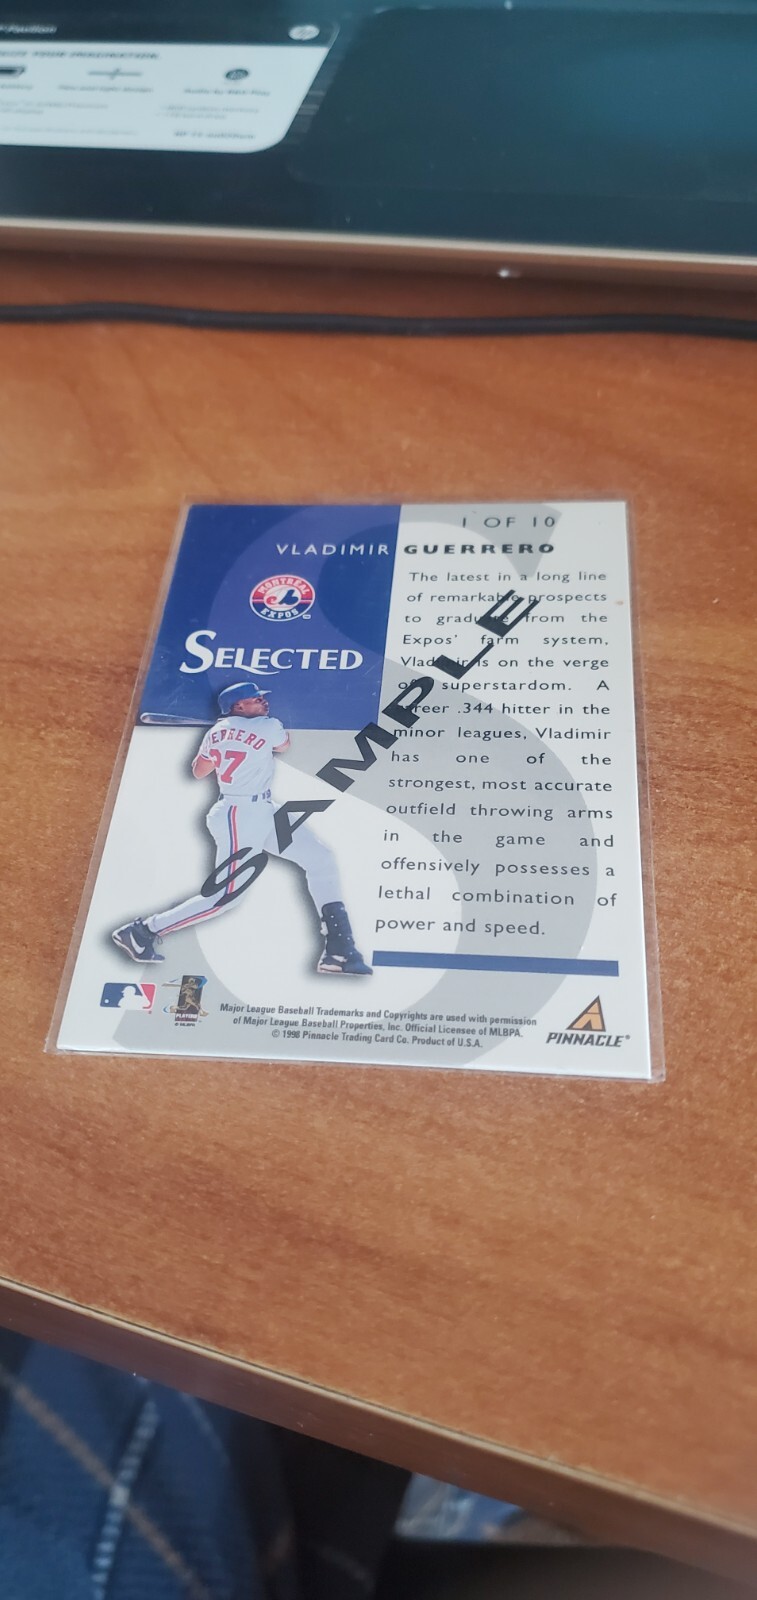 1 OF 10
VLADIMIR GUERRERO
MONTREAL
EXPOS
SELECTED
The latest in a long line
of remarkable prospects
to graduate from the
Expos' farm system,
Vladimir is on the verge
of superstardom. A
career .344 hitter in the
minor leagues, Vladimir
has one of the
strongest, most accurate
outfield throwing arms
in the game and
offensively possesses a
lethal combination of
power and speed.
SAMPLE
27
Major League Baseball Trademarks and Copyrights are used with permission
of Major League Baseball Properties, Inc. Official Licensee of MLBPA.
© 1998 Pinnacle Trading Card Co. Product of U.S.A.
PINNACLE®